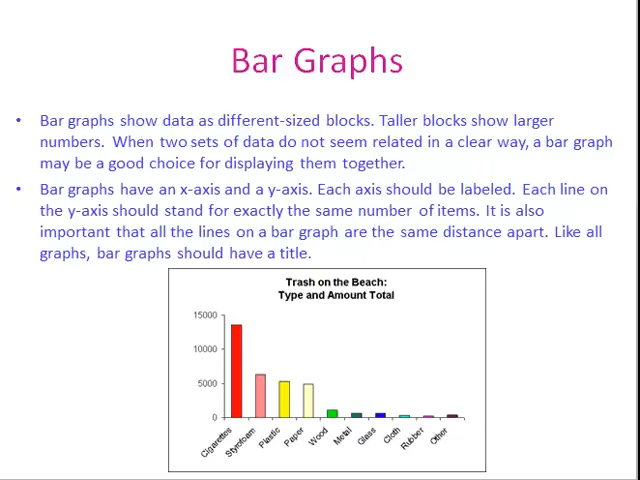 Bar Graphs
• Bar graphs show data as different-sized blocks. Taller blocks show larger
numbers. When two sets of data do not seem related in a clear way, a bar graph
may be a good choice for displaying them together.
• Bar graphs have an x-axis and a y-axis. Each axis should be labeled. Each line on
the y-axis should stand for exactly the same number of items. It is also
important that all the lines on a bar graph are the same distance apart. Like all
graphs, bar graphs should have a title.
Trash on the Beach:
Type and Amount Total
15000
10000
5000
0
Cigarettes
Styrofoam
Plastic
Paper
Wood
Metal
Glass
Cloth
Rubber
Other